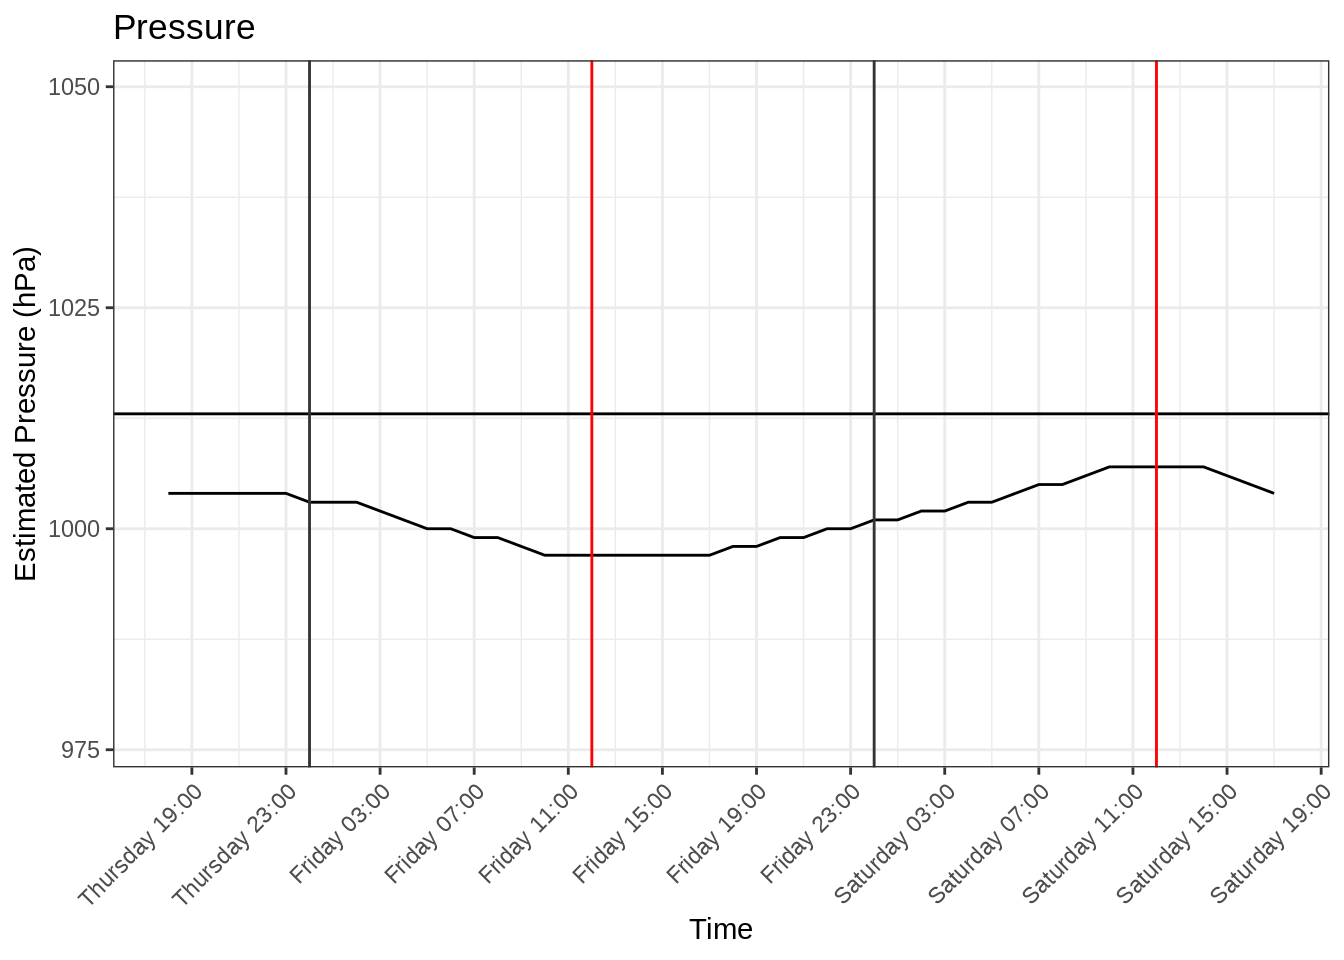 Pressure
Estimated Pressure (hPa)
1050
1025
1000
975
Thursday 19:00
Thursday 23:00
Friday 03:00
Friday 07:00
Friday 11:00
Friday 15:00
Friday 19:00
Friday 23:00
Saturday 03:00
Saturday 07:00
Saturday 11:00
Saturday 15:00
Saturday 19:00
Time